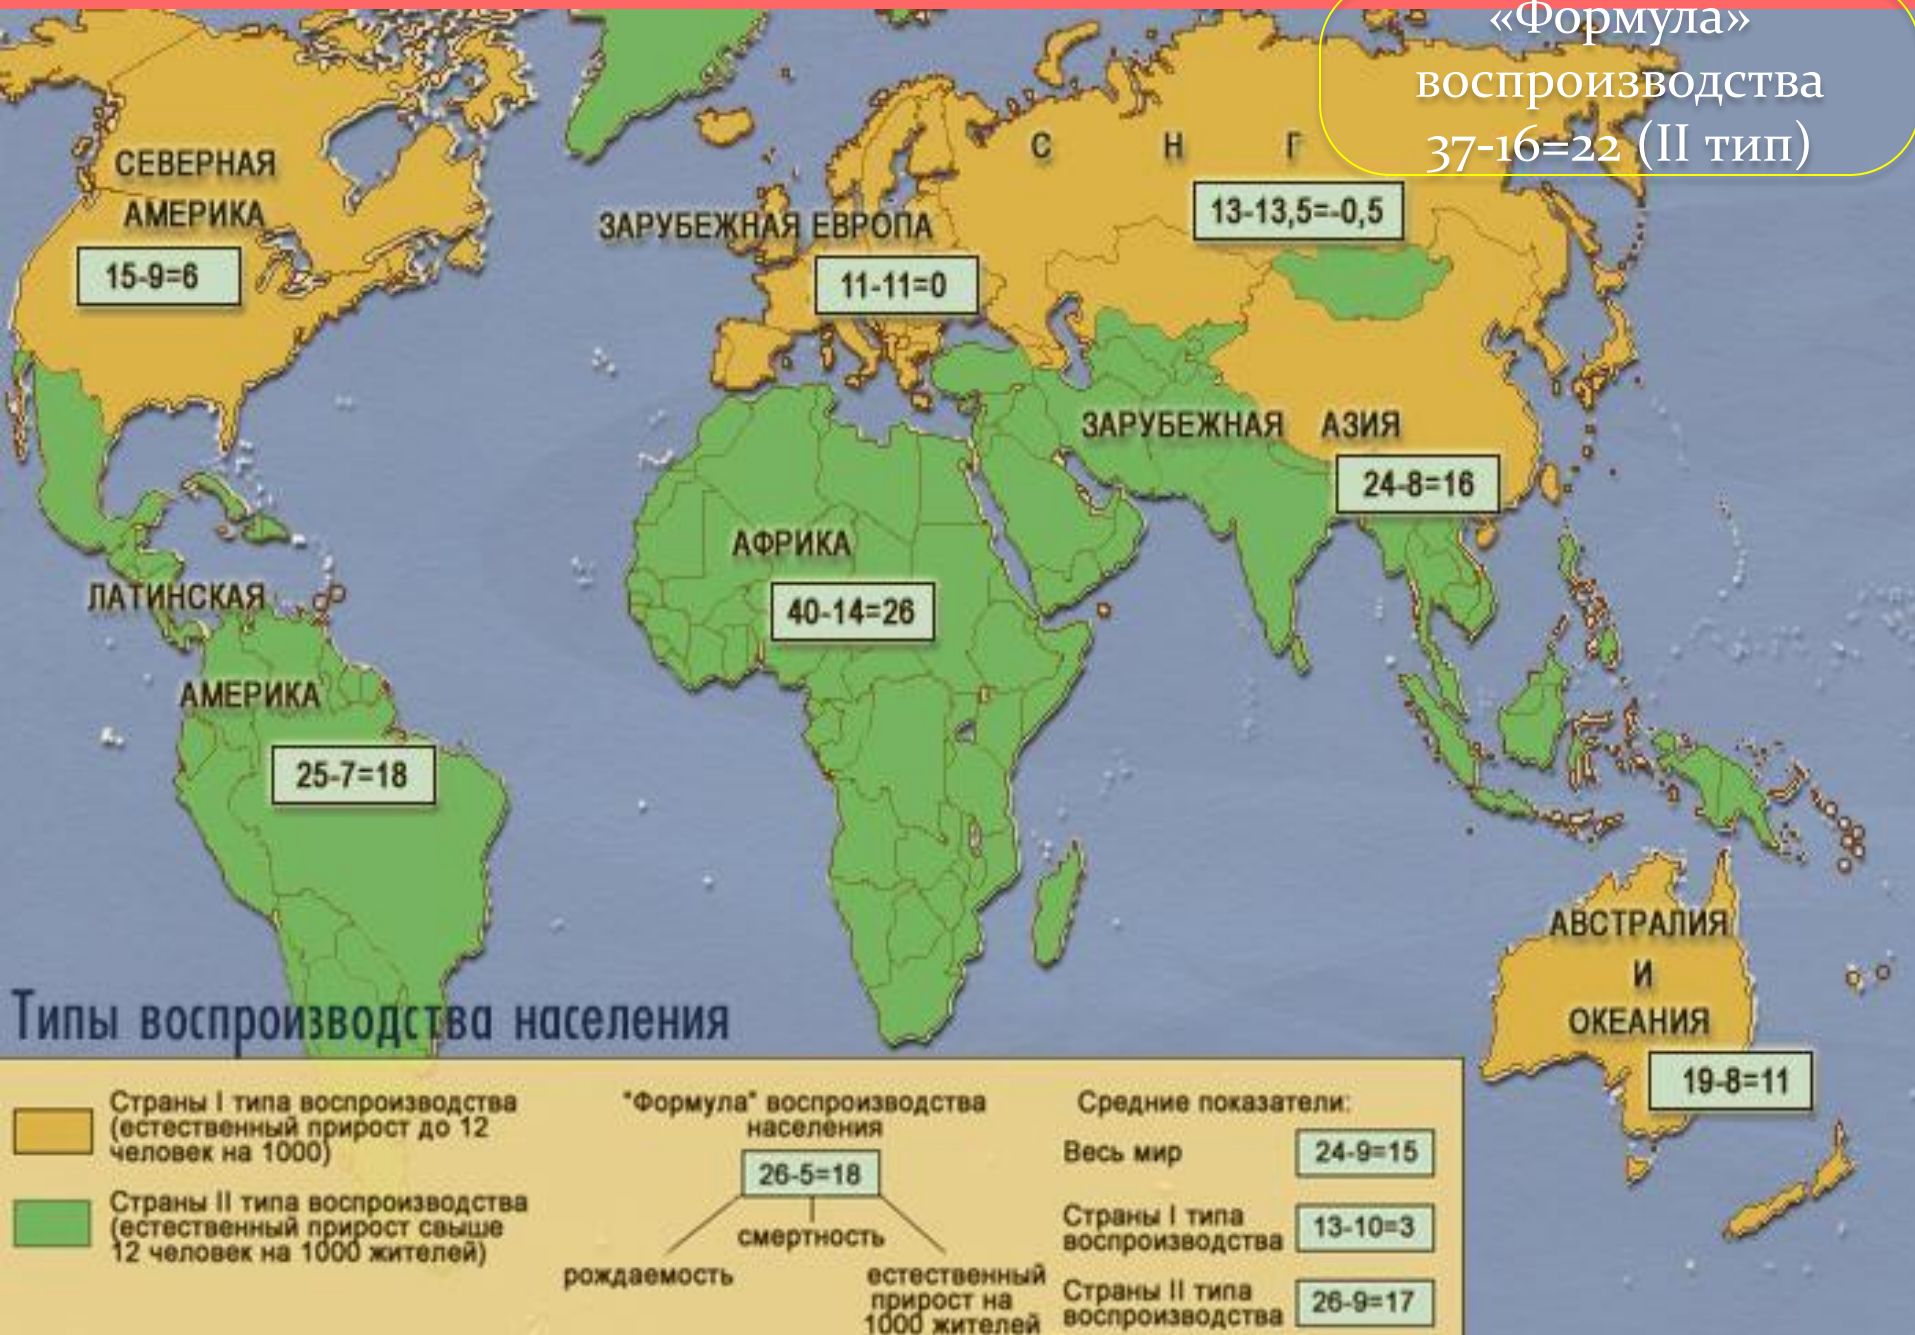 «Формула»
воспроизводства
37-16=22 (II тип)
СЕВЕРНАЯ
АМЕРИКА
15-9=6
ЗАРУБЕЖНАЯ ЕВРОПА
11-11=0
С Н Г
13-13,5=-0,5
ЗАРУБЕЖНАЯ АЗИЯ
24-8=16
АФРИКА
40-14=26
ЛАТИНСКАЯ
АМЕРИКА
25-7=18
АВСТРАЛИЯ
И
ОКЕАНИЯ
19-8=11
Типы воспроизводства населения
Страны I типа воспроизводства
(естественный прирост до 12
человек на 1000)
Страны II типа воспроизводства
(естественный прирост свыше
12 человек на 1000 жителей)
"Формула" воспроизводства
населения
26-5=18
смертность
рождаемость
естественный
прирост на
1000 жителей
Средние показатели:
Весь мир
24-9=15
Страны I типа
воспроизводства
13-10=3
Страны II типа
воспроизводства
26-9=17